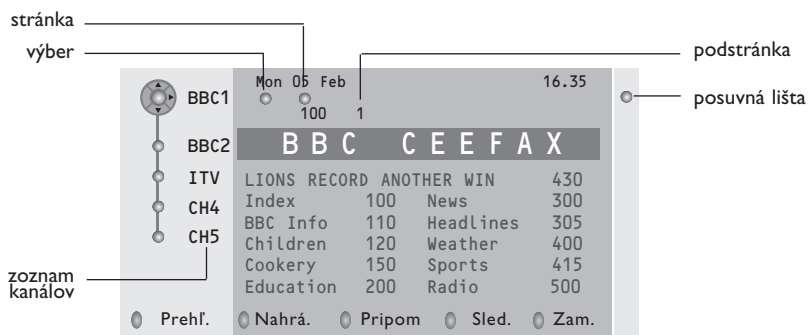 stránka
výber
podstránka
Mon 05 Feb 16.35
BBC1
posuvná lišta
100 1
BBC2
BBC CEEFAX
ITV
LIONS RECORD ANOTHER WIN 430
CH4
Index 100 News 300
BBC Info 110 Headlines 305
CH5
Children 120 Weather 400
Cookery 150 Sports 415
zoznam
kanálov
Education 200 Radio 500
Prehľ. Nahrá. Pripom Sled. Zam.